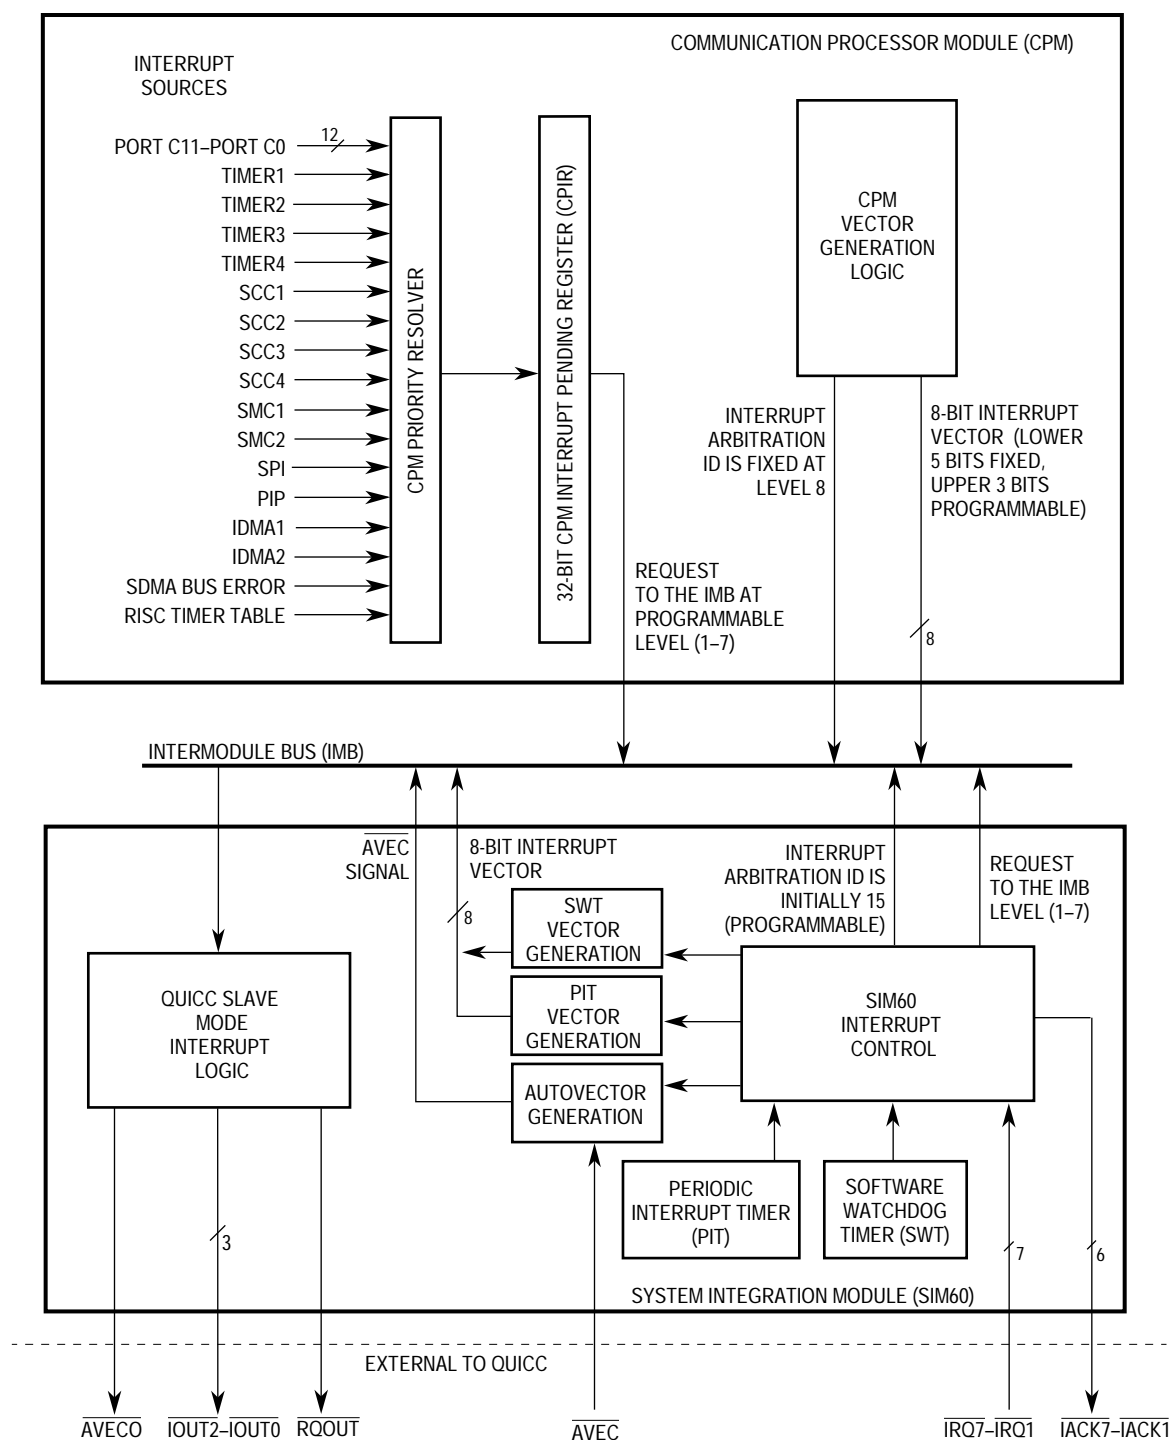 COMMUNICATION PROCESSOR MODULE (CPM)
INTERRUPT
SOURCES
PORT C11–PORT C0
12
TIMER1
TIMER2
TIMER3
TIMER4
SCC1
SCC2
SCC3
SCC4
SMC1
SMC2
SPI
PIP
IDMA1
IDMA2
SDMA BUS ERROR
RISC TIMER TABLE
CPM PRIORITY RESOLVER
32-BIT CPM INTERRUPT PENDING REGISTER (CPIR)
CPM
VECTOR
GENERATION
LOGIC
INTERRUPT
ARBITRATION
ID IS FIXED AT
LEVEL 8
8-BIT INTERRUPT
VECTOR (LOWER
5 BITS FIXED,
UPPER 3 BITS
PROGRAMMABLE)
REQUEST
TO THE IMB AT
PROGRAMMABLE
LEVEL (1–7)
8
INTERMODULE BUS (IMB)
AVEC
SIGNAL
8-BIT INTERRUPT
VECTOR
8
INTERRUPT
ARBITRATION ID IS
INITIALLY 15
(PROGRAMMABLE)
REQUEST
TO THE IMB
LEVEL (1–7)
SWT
VECTOR
GENERATION
PIT
VECTOR
GENERATION
AUTOVECTOR
GENERATION
SIM60
INTERRUPT
CONTROL
QUICC SLAVE
MODE
INTERRUPT
LOGIC
PERIODIC
INTERRUPT TIMER
(PIT)
SOFTWARE
WATCHDOG
TIMER (SWT)
3
7
6
SYSTEM INTEGRATION MODULE (SIM60)
EXTERNAL TO QUICC
AVECO
IOUT2–IOUT0
RQOUT
AVEC
IRQ7–IRQ1
IACK7–IACK1